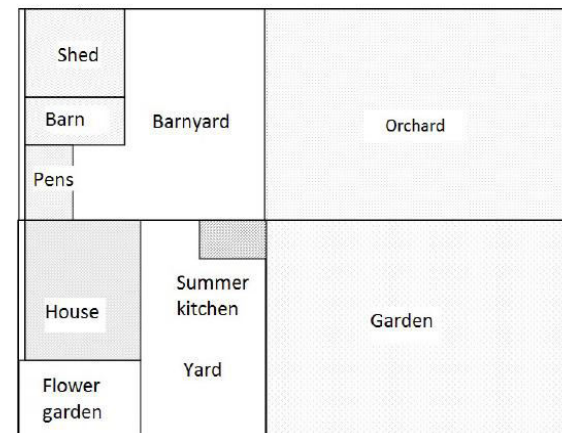 Shed
Barn
Barnyard
Orchard
Pens
Summer
kitchen
House
Garden
Yard
Flower
garden